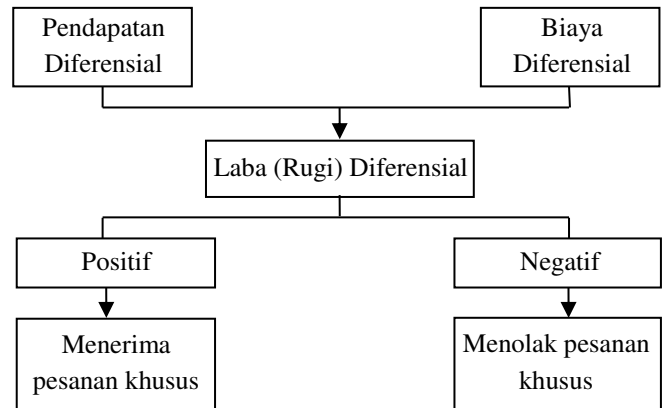 Pendapatan
Diferensial
Biaya
Diferensial
Laba (Rugi) Diferensial
Positif
Negatif
Menerima
pesanan khusus
Menolak pesanan
khusus